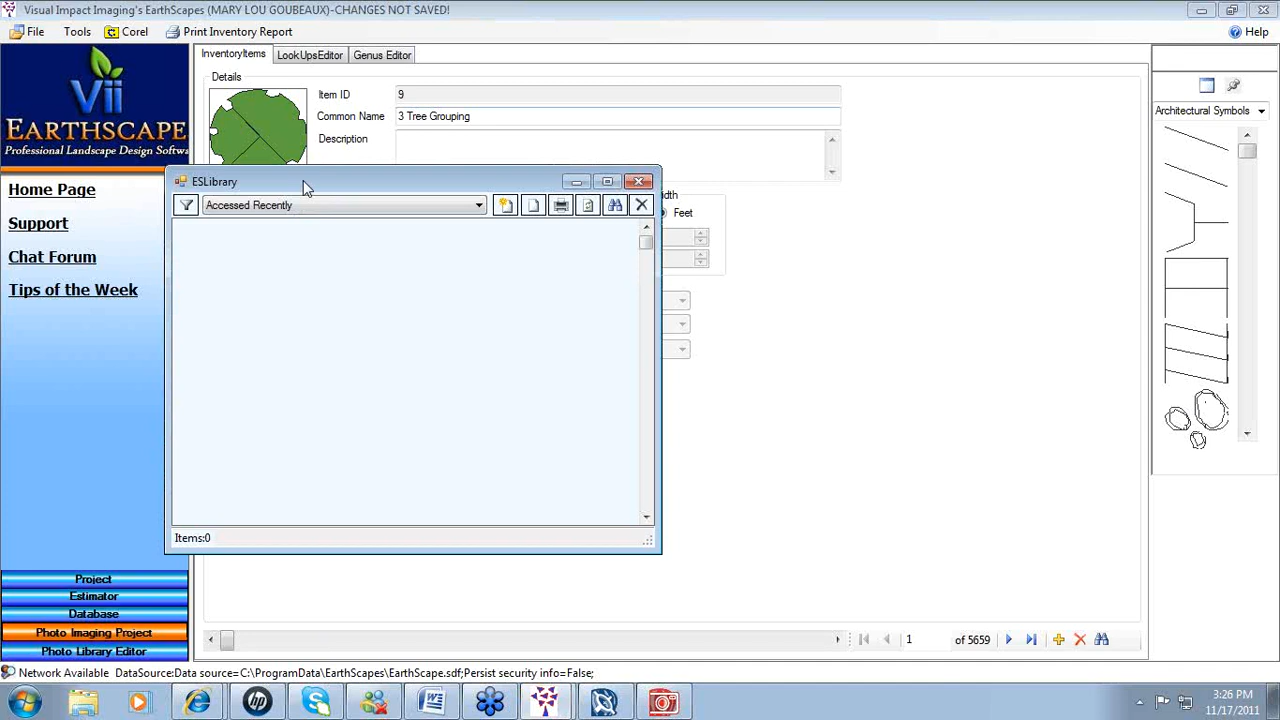 Visual Impact Imaging's EarthScapes (MARY LOU GOUBEAUX)-CHANGES NOT SAVED!
File Tools Corel Print Inventory Report Help
InventoryItems LookUpsEditor Genus Editor
Details
Item ID 9
Common Name 3 Tree Grouping
Description
Vii
EARTHSCAPE
Professional Landscape Design Softwa
Home Page
Support
Chat Forum
Tips of the Week
ESLibrary
Accessed Recently
Items:0
idth
Feet
Architectural Symbols
Project
Estimator
Database
Photo Imaging Project
Photo Library Editor
1 of 5659
Network Available DataSource:Data source=C:\ProgramData\EarthScapes\EarthScape.sdf;Persist security info=False;
hp
3:26 PM
11/17/2011